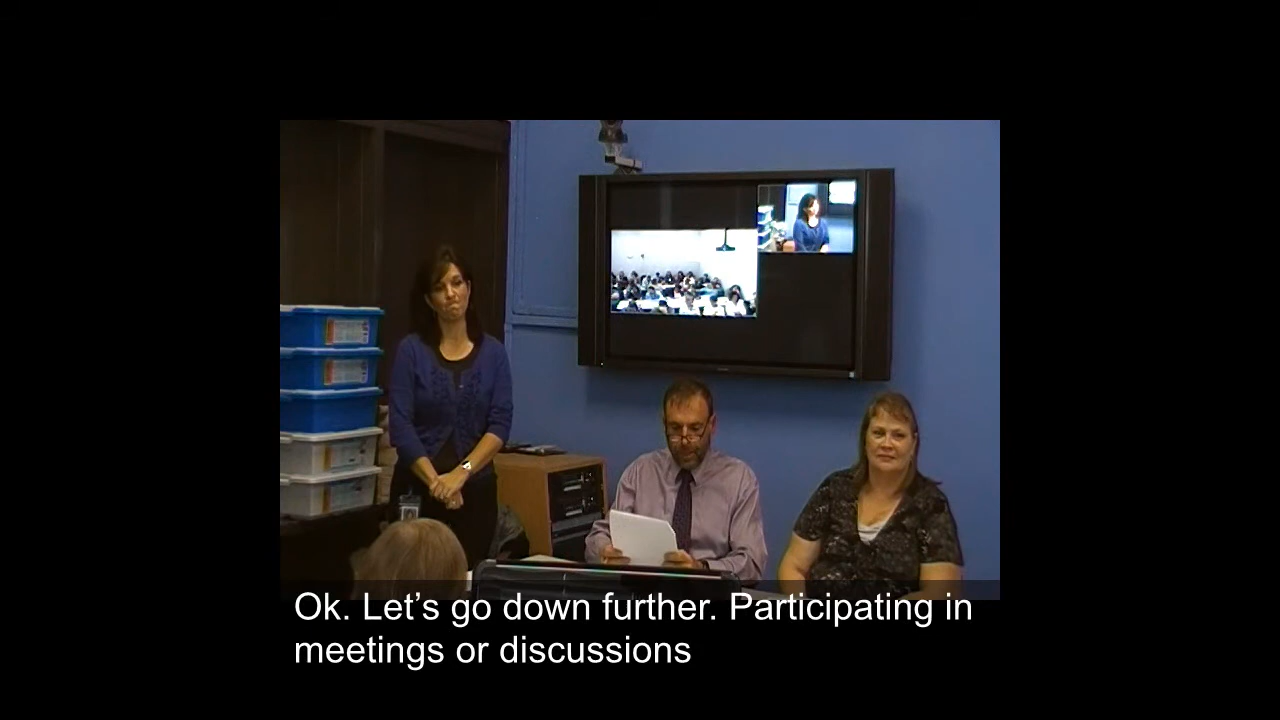 Ok. Let’s go down further. Participating in
meetings or discussions